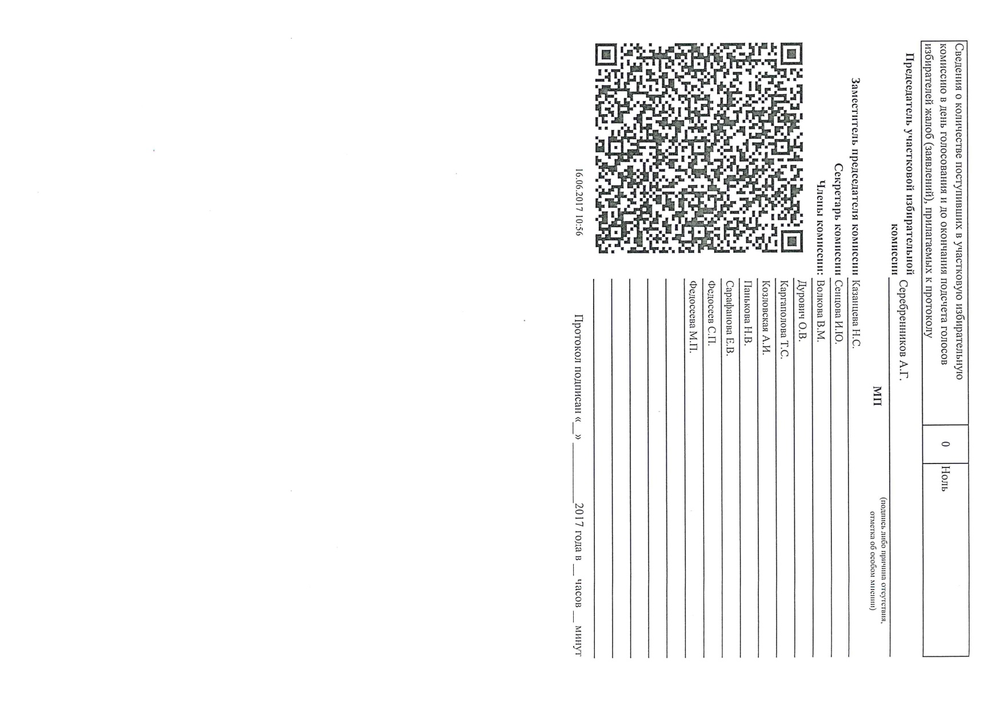 Сведения о количестве поступивших в участковую избирательную
комиссию в день голосования и до окончания подсчета голосов
избирателей жалоб (заявлений), прилагаемых к протоколу
0
Ноль
Председатель участковой избирательной
комиссии
Серебренников А.Г.
МП
(подпись либо причина отсутствия,
отметка об особом мнении)
Заместитель председателя комиссии Казанцева Н.С.
Секретарь комиссии Сенцова И.Ю.
Члены комиссии: Волкова В.М.
Дурович О.В.
Каргаполова Т.С.
Козловская А.И.
Панькова Н.В.
Сарафанова Е.В.
Федосеев С.П.
Федосеева М.П.
16.06.2017 10:56
Протокол подписан «__» ___________2017 года в __ часов __ минут